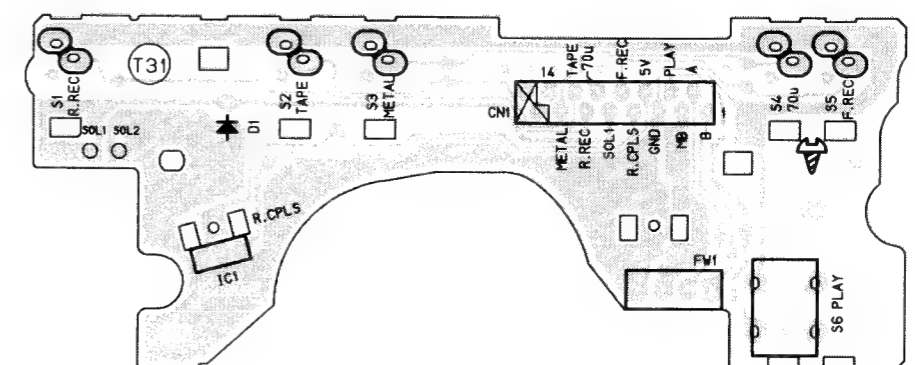 T31
S1
R.REC
SOL1 SOL2
D1
S2
TAPE
S3
METAL
CN1
14
TAPE
70u
F.REC
5V
PLAY
A
1
METAL
R.REC
SOL1
R.CPLS
GND
MB
B
S4
70u
S5
F.REC
R.CPLS
IC1
FW1
S6 PLAY